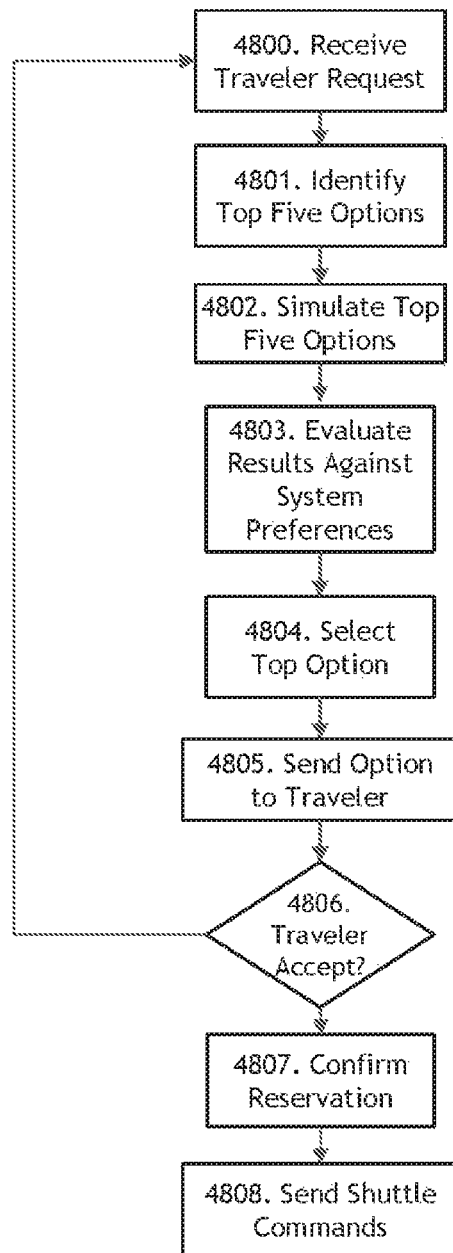 4800. Receive
Traveler Request
4801. Identify
Top Five Options
4802. Simulate Top
Five Options
4803. Evaluate
Results Against
System
Preferences
4804. Select
Top Option
4805. Send Option
to Traveler
4806.
Traveler
Accept?
4807. Confirm
Reservation
4808. Send Shuttle
Commands